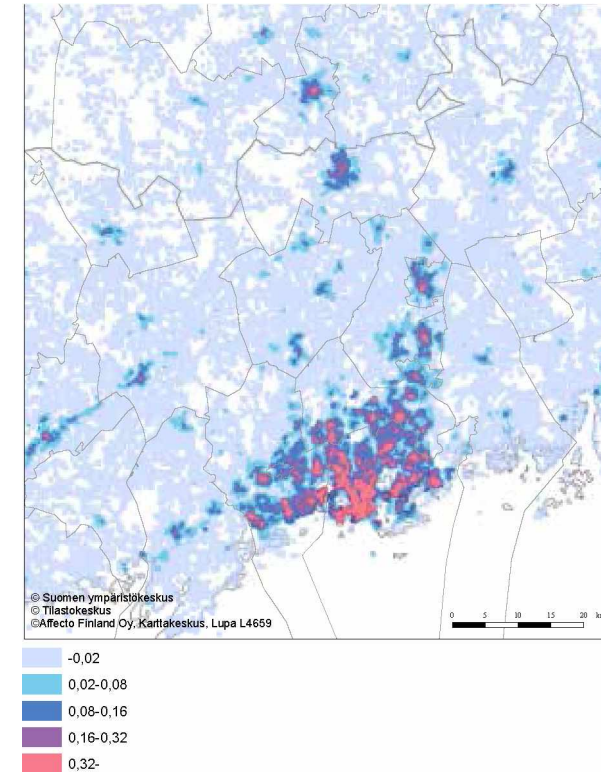 © Suomen ympäristökeskus
© Tilastokeskus
©Affecto Finland Oy, Karttakeskus, Lupa L4659
0 5 10 15 20 km
-0,02
0,02-0,08
0,08-0,16
0,16-0,32
0,32-